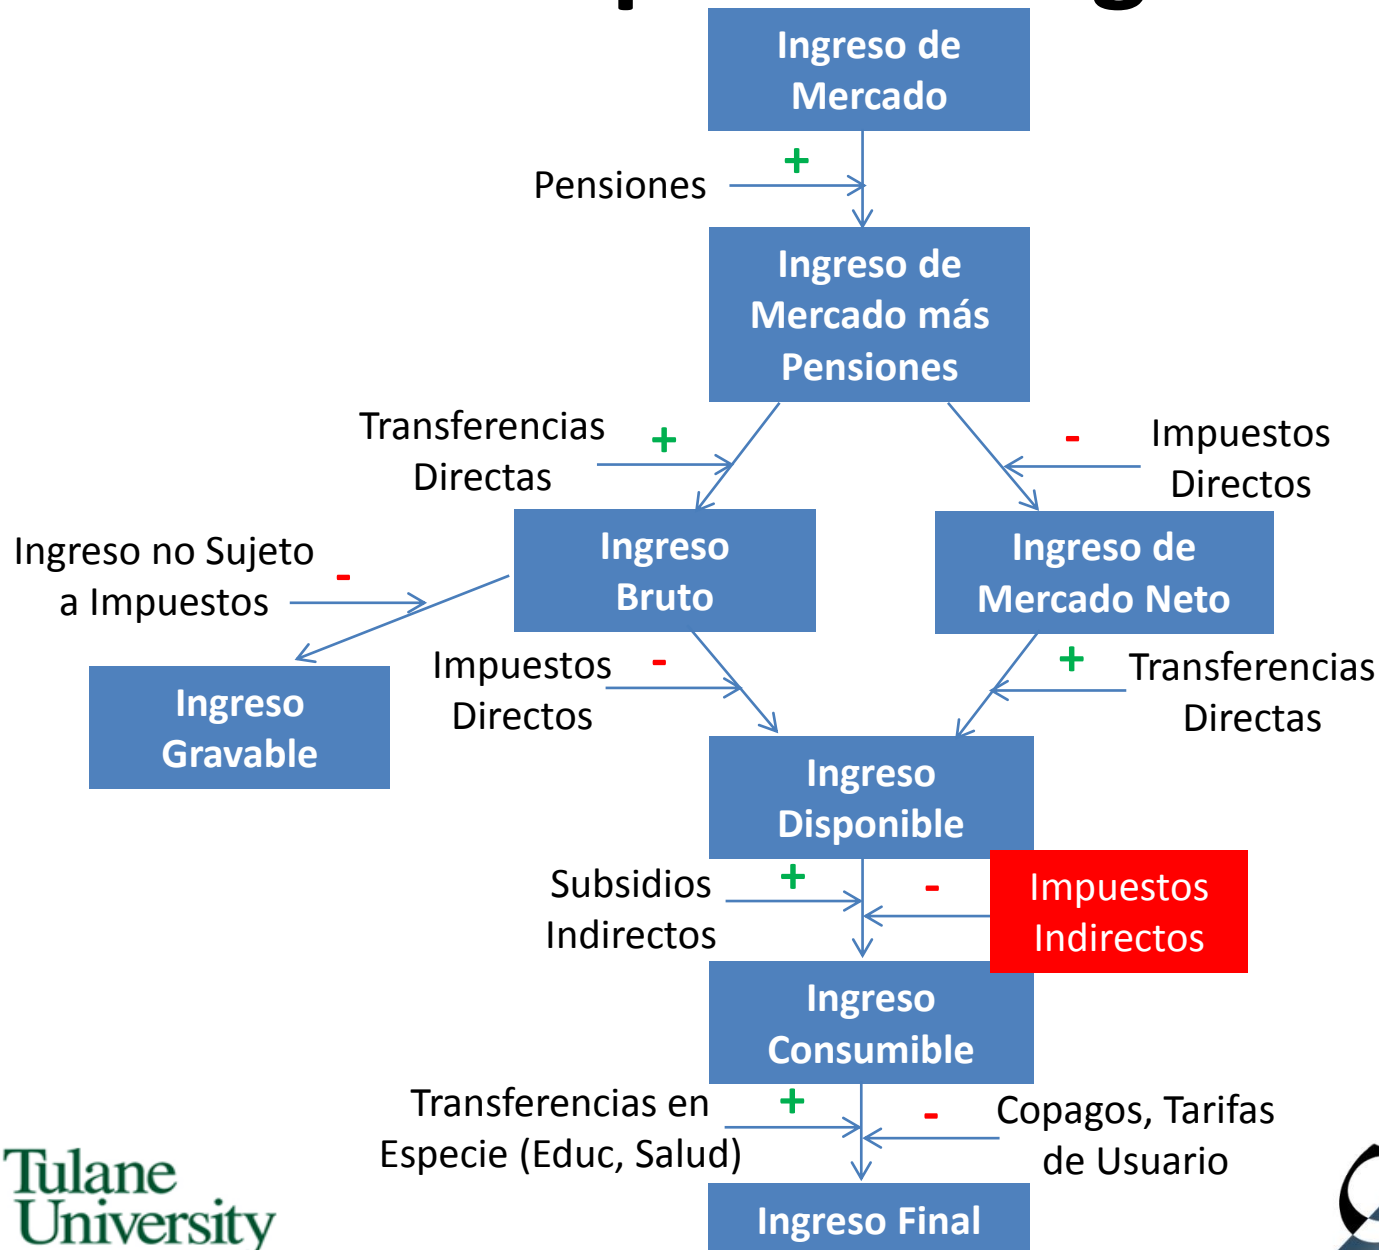 Ingreso de
Mercado
+
Pensiones
Ingreso de
Mercado más
Pensiones
Transferencias
Directas
+
-
Impuestos
Directos
Ingreso no Sujeto
a Impuestos
-
Ingreso
Bruto
Ingreso de
Mercado Neto
Ingreso
Gravable
Impuestos
Directos
-
+
Transferencias
Directas
Ingreso
Disponible
Subsidios
Indirectos
+
-
Impuestos
Indirectos
Ingreso
Consumible
Transferencias en
Especie (Educ, Salud)
+
-
Copagos, Tarifas
de Usuario
Ingreso Final
Tulane
University